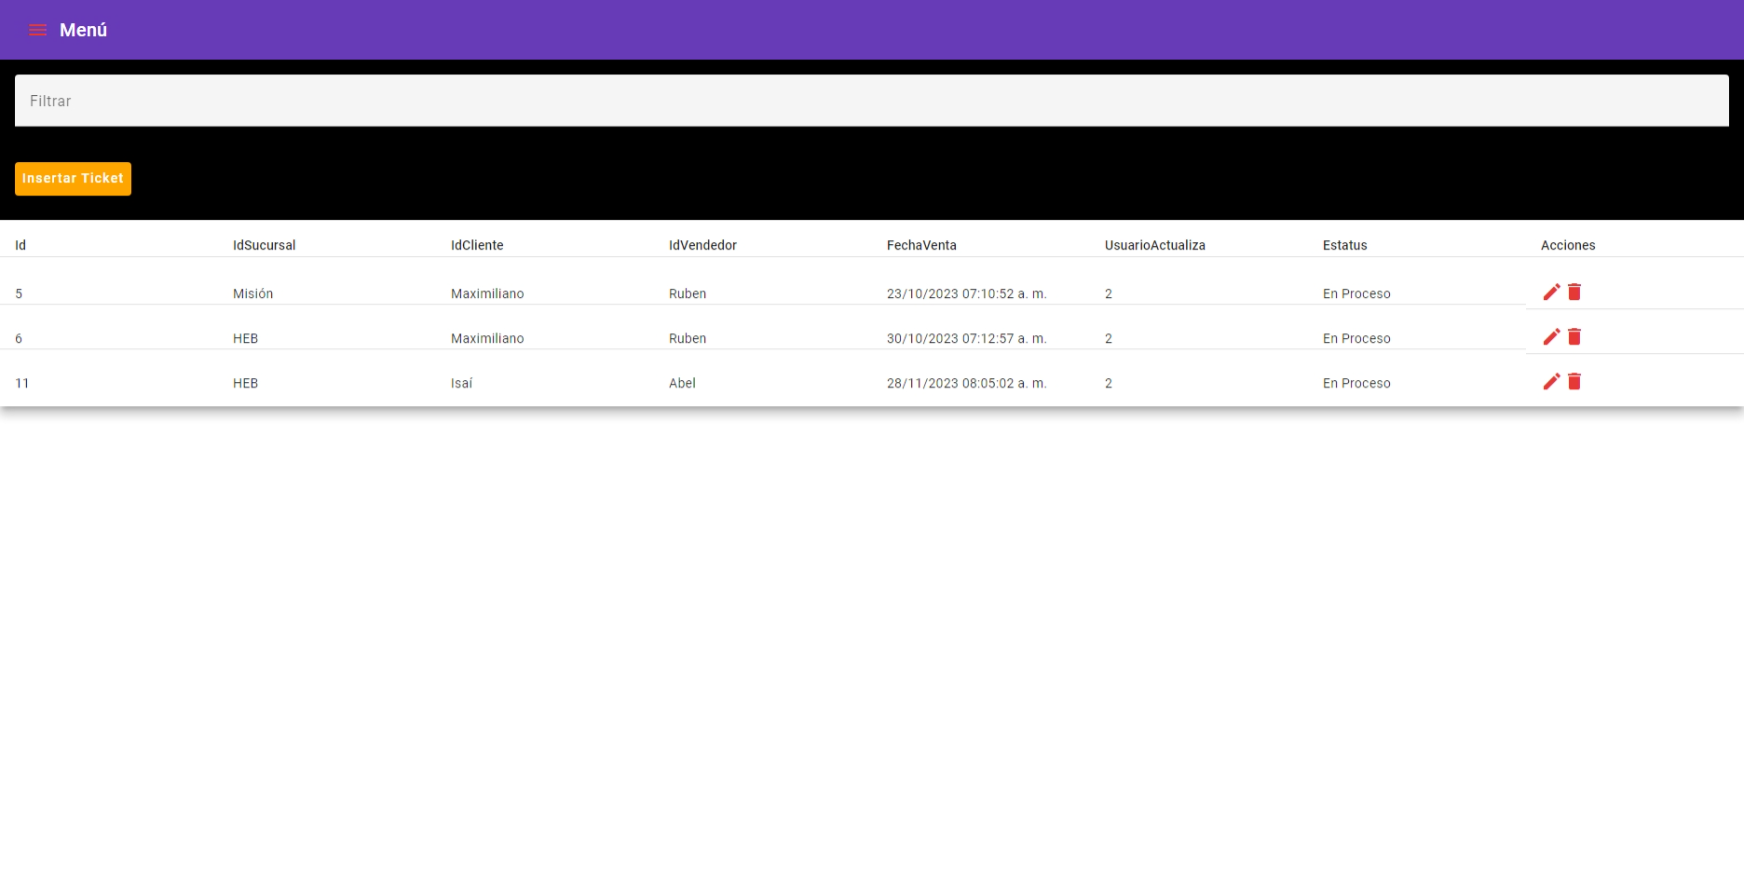 Menú
Filtrar
Insertar Ticket
Id IdSucursal IdCliente IdVendedor FechaVenta UsuarioActualiza Estatus Acciones
5 Misión Maximiliano Ruben 23/10/2023 07:10:52 a. m. 2 En Proceso
6 HEB Maximiliano Ruben 30/10/2023 07:12:57 a. m. 2 En Proceso
11 HEB Isaí Abel 28/11/2023 08:05:02 a. m. 2 En Proceso